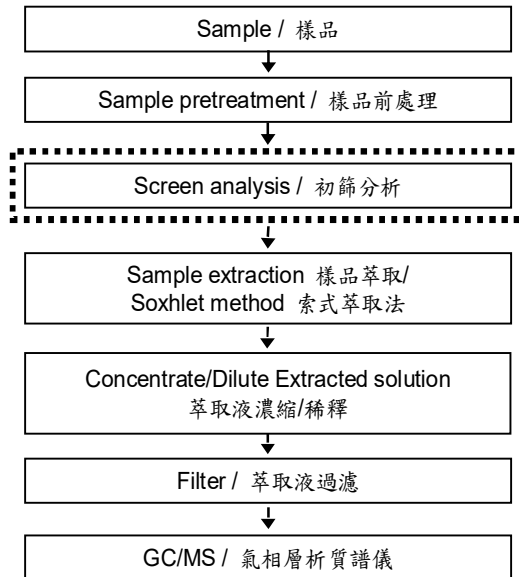 Sample / 樣品
Sample pretreatment / 樣品前處理
Screen analysis / 初篩分析
Sample extraction 樣品萃取/
Soxhlet method 索式萃取法
Concentrate/Dilute Extracted solution
萃取液濃縮/稀釋
Filter / 萃取液過濾
GC/MS / 氣相層析質譜儀